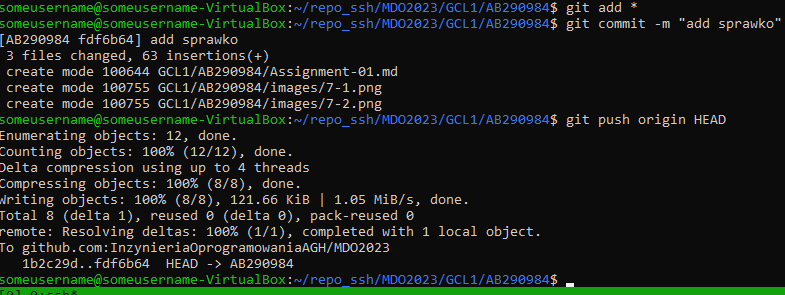 someusername@someusername-VirtualBox:~/repo_ssh/MDO2023/GCL1/AB290984$ git add *
someusername@someusername-VirtualBox:~/repo_ssh/MDO2023/GCL1/AB290984$ git commit -m "add sprawko"
[AB290984 fdf6b64] add sprawko
 3 files changed, 63 insertions(+)
 create mode 100644 GCL1/AB290984/Assignment-01.md
 create mode 100755 GCL1/AB290984/images/7-1.png
 create mode 100755 GCL1/AB290984/images/7-2.png
someusername@someusername-VirtualBox:~/repo_ssh/MDO2023/GCL1/AB290984$ git push origin HEAD
Enumerating objects: 12, done.
Counting objects: 100% (12/12), done.
Delta compression using up to 4 threads
Compressing objects: 100% (8/8), done.
Writing objects: 100% (8/8), 121.66 KiB | 1.05 MiB/s, done.
Total 8 (delta 1), reused 0 (delta 0), pack-reused 0
remote: Resolving deltas: 100% (1/1), completed with 1 local object.
To github.com:InzynieriaOprogramowaniaAGH/MDO2023
   1b2c29d..fdf6b64  HEAD -> AB290984
someusername@someusername-VirtualBox:~/repo_ssh/MDO2023/GCL1/AB290984$